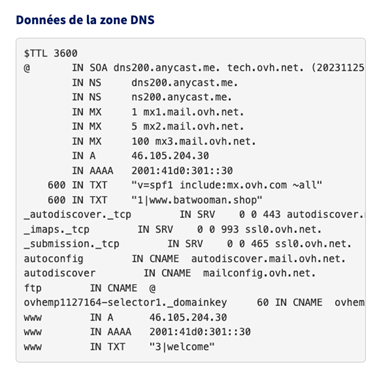 Données de la zone DNS
$TTL 3600
@ IN SOA dns200.anycast.me. tech.ovh.net. (20231125
IN NS dns200.anycast.me.
IN NS ns200.anycast.me.
IN MX 1 mx1.mail.ovh.net.
IN MX 5 mx2.mail.ovh.net.
IN MX 100 mx3.mail.ovh.net.
IN A 46.105.204.30
IN AAAA 2001:41d0:301::30
600 IN TXT "v=spf1 include:mx.ovh.com ~all"
600 IN TXT "1|www.batwooman.shop"
_autodiscover._tcp IN SRV 0 0 443 autodiscover.
_imaps._tcp IN SRV 0 0 993 ssl0.ovh.net.
_submission._tcp IN SRV 0 0 465 ssl0.ovh.net.
autoconfig IN CNAME autodiscover.mail.ovh.net.
autodiscover IN CNAME mailconfig.ovh.net.
ftp IN CNAME @
ovhemp1127164-selector1._domainkey 60 IN CNAME ovhem
www IN A 46.105.204.30
www IN AAAA 2001:41d0:301::30
www IN TXT "3|welcome"